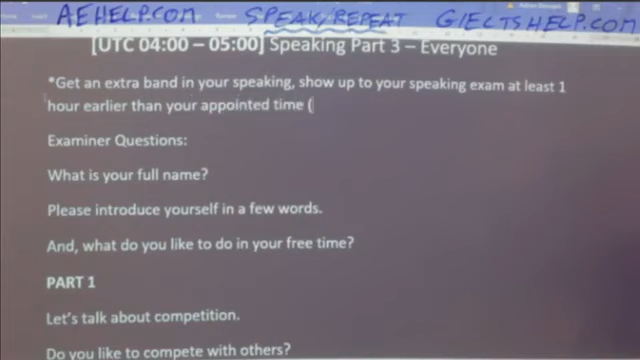 AEHELP.COM SPEAK/REPEAT GIELTSHELP.COM
[UTC 04:00 – 05:00] Speaking Part 3 – Everyone
*Get an extra band in your speaking, show up to your speaking exam at least 1
hour earlier than your appointed time (
Examiner Questions:
What is your full name?
Please introduce yourself in a few words.
And, what do you like to do in your free time?
PART 1
Let's talk about competition.
Do you like to compete with others?